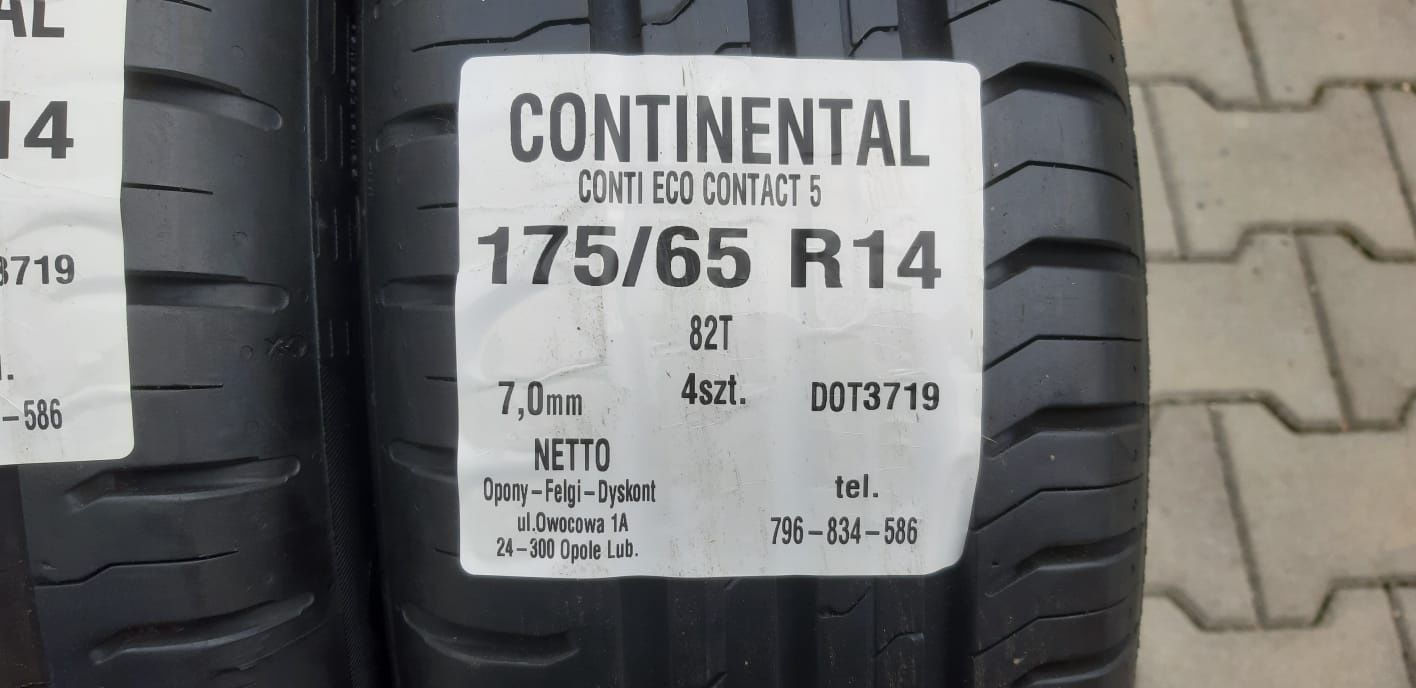 AL
14
3719
-586
CONTINENTAL
CONTI ECO CONTACT 5
175/65 R14
82T
7,0mm 4szt. DOT3719
NETTO
Opony-Felgi-Dyskont tel.
ul.Owocowa 1A 796-834-586
24-300 Opole Lub.